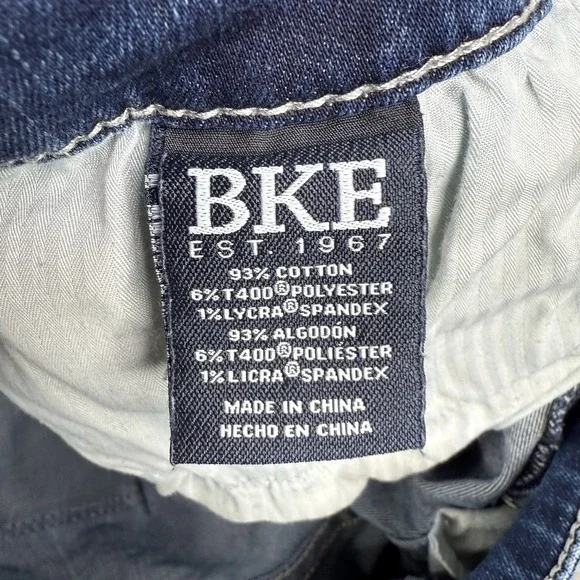 BKE
EST. 1967
93% COTTON
6% T400® POLYESTER
1% LYCRA® SPANDEX
93% ALGODÓN
6% T400® POLIÉSTER
1% LICRA® SPANDEX
MADE IN CHINA
HECHO EN CHINA